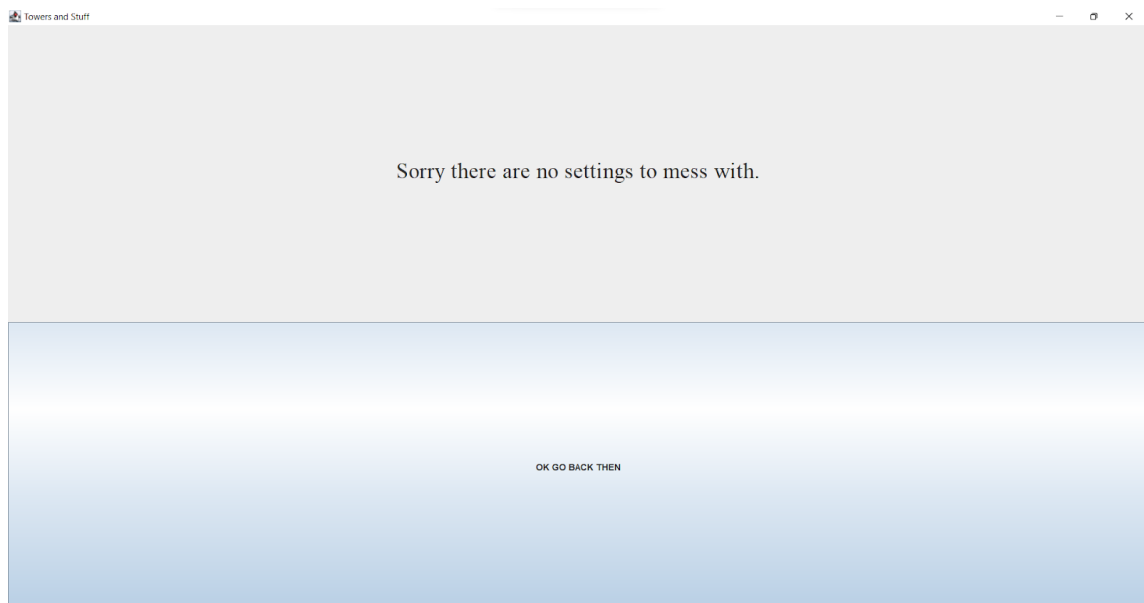 Towers and Stuff
Sorry there are no settings to mess with.
OK GO BACK THEN